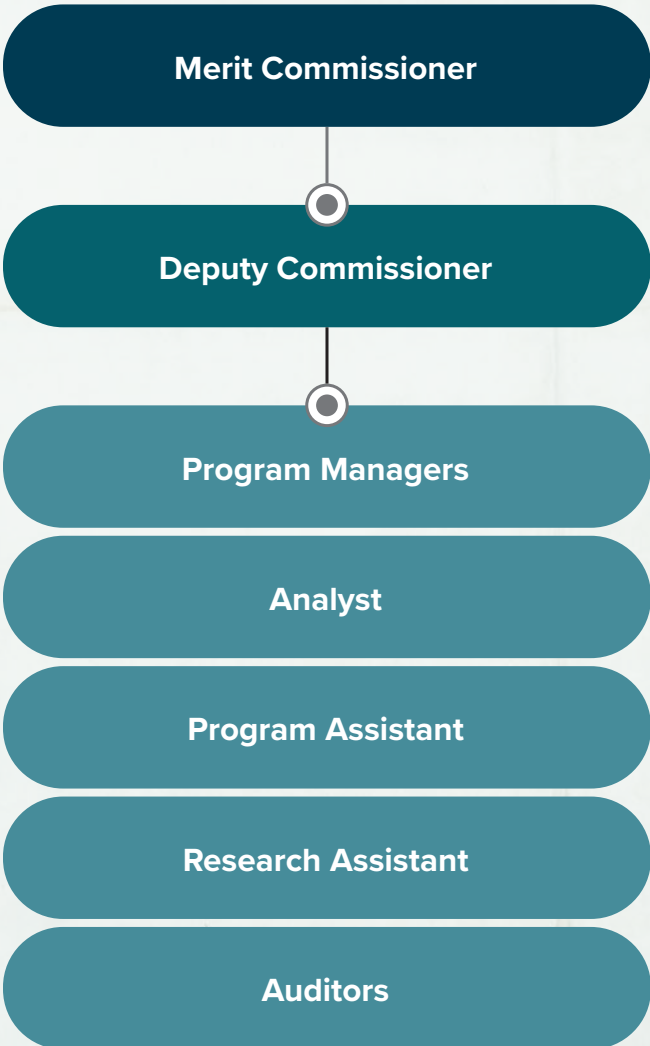 Merit Commissioner
Deputy Commissioner
Program Managers
Analyst
Program Assistant
Research Assistant
Auditors